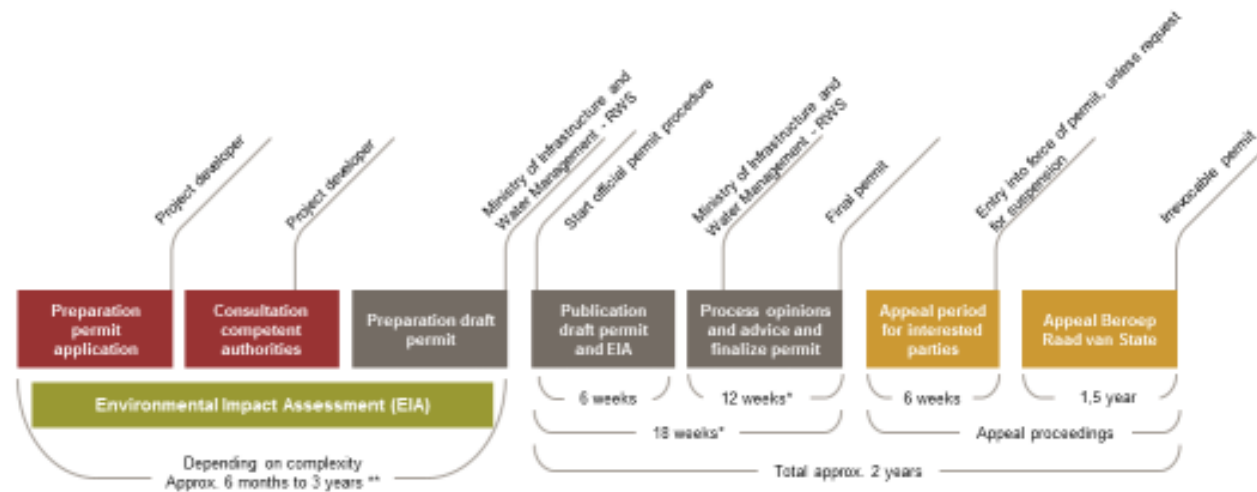 Project developer
Project developer
Ministry of Infrastructure and
Water Management - RWS
Start official permit procedure
Ministry of Infrastructure and
Water Management - RWS
Final permit
Entry into force of permit, unless request
for suspension
Irrevocable permit
Preparation
permit
application
Consultation
competent
authorities
Preparation draft
permit
Publication
draft permit
and EIA
Process opinions
and advice and
finalize permit
Appeal period
for interested
parties
Appeal Beroep
Raad van State
Environmental Impact Assessment (EIA)
6 weeks
12 weeks*
6 weeks
1,5 year
18 weeks*
Appeal proceedings
Depending on complexity
Approx. 6 months to 3 years **
Total approx. 2 years